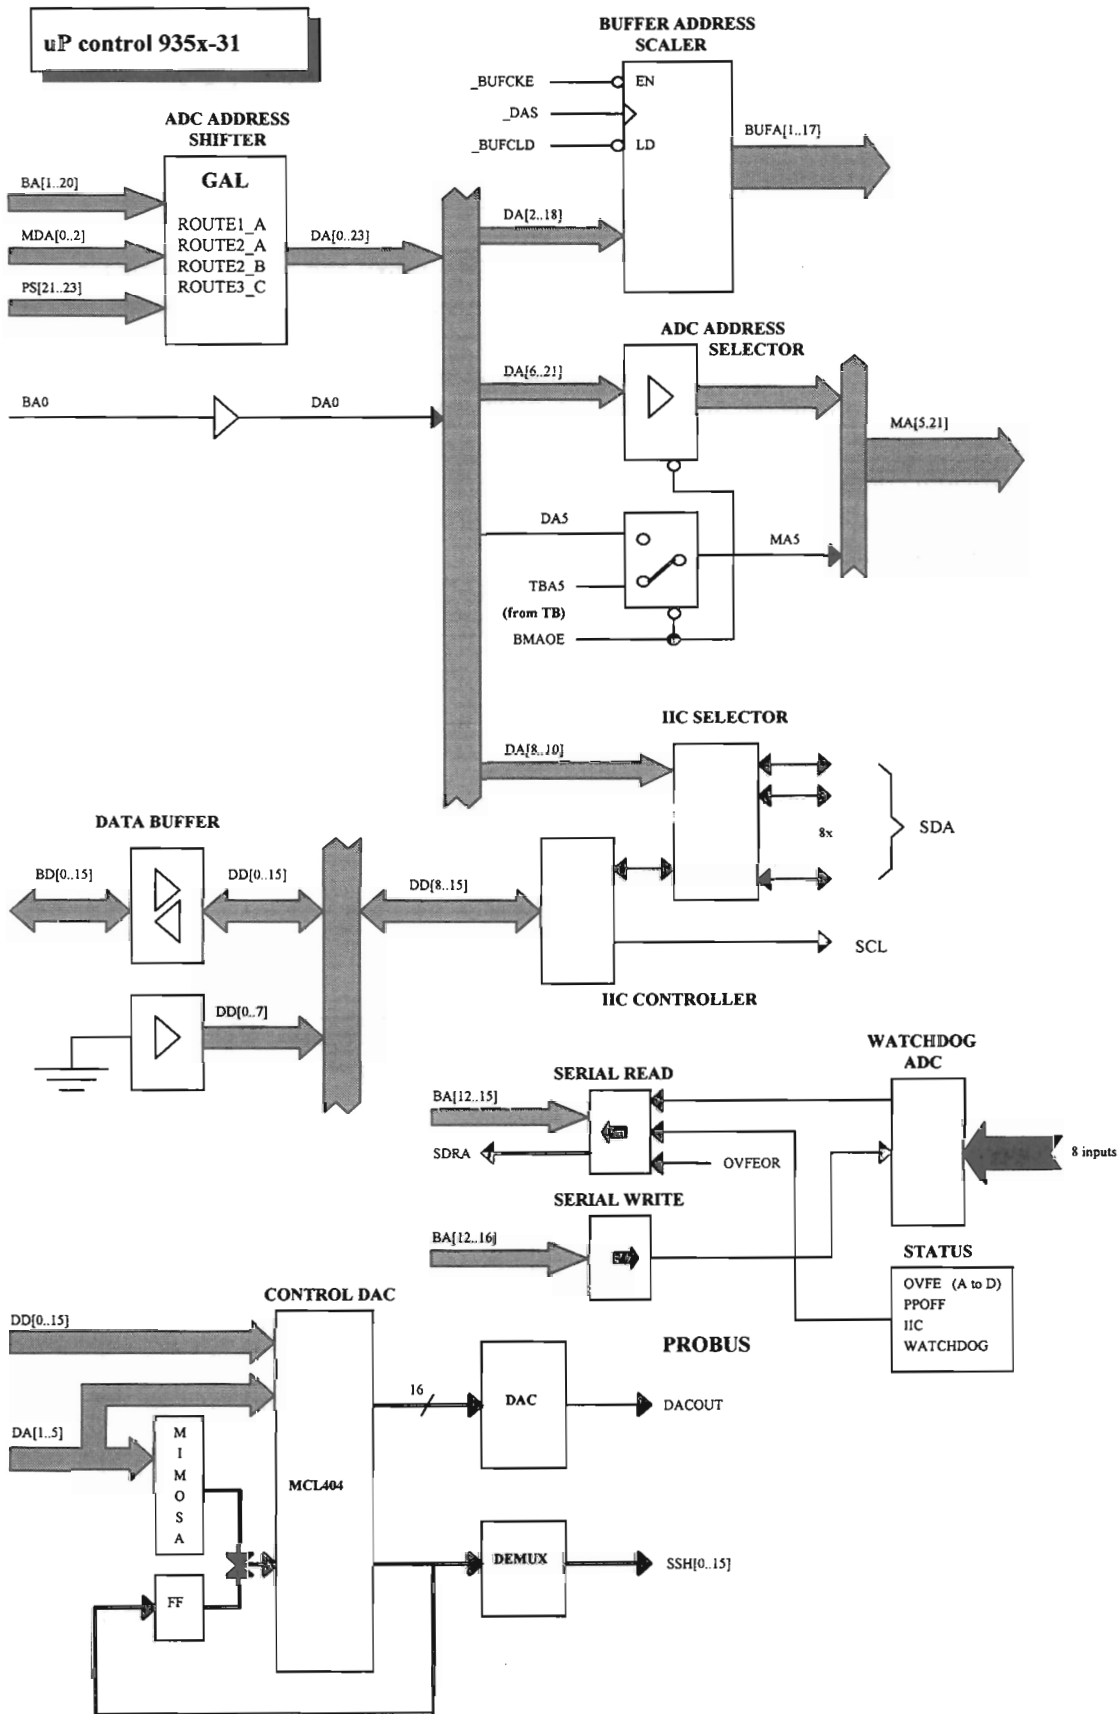 uP control 935x-31
BUFFER ADDRESS
SCALER
_BUFCKE
EN
_DAS
_BUFCLD
LD
BUFA[1..17]
DA[2..18]
ADC ADDRESS
SHIFTER
GAL
BA[1..20]
ROUTE1_A
MDA[0..2]
ROUTE2_A
ROUTE2_B
PS[21..23]
ROUTE3_C
DA[0..23]
BA0
DA0
ADC ADDRESS
SELECTOR
DA[6..21]
MA[5.21]
DA5
MA5
TBA5
(from TB)
BMAOE
IIC SELECTOR
DA[8..10]
8x
SDA
DATA BUFFER
BD[0..15]
DD[0..15]
DD[8..15]
SCL
IIC CONTROLLER
DD[0..7]
WATCHDOG
ADC
SERIAL READ
BA[12..15]
SDRA
OVFEOR
8 inputs
SERIAL WRITE
BA[12..16]
STATUS
OVFE (A to D)
PPOFF
IIC
WATCHDOG
CONTROL DAC
DD[0..15]
PROBUS
16
DAC
DACOUT
DA[1..5]
M
I
M
O
S
A
MCL404
DEMUX
SSH[0..15]
FF